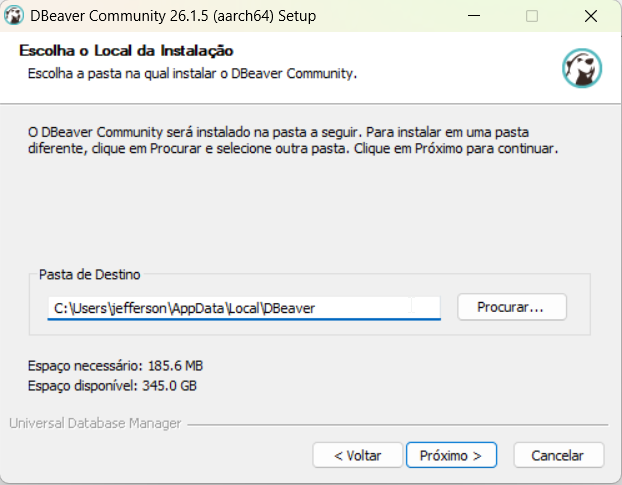 DBeaver Community 26.1.5 (aarch64) Setup
Escolha o Local da Instalação
Escolha a pasta na qual instalar o DBeaver Community.
O DBeaver Community será instalado na pasta a seguir. Para instalar em uma pasta
diferente, clique em Procurar e selecione outra pasta. Clique em Próximo para continuar.
Pasta de Destino
C:\Users\jefferson\AppData\Local\DBeaver
Procurar...
Espaço necessário: 185.6 MB
Espaço disponível: 345.0 GB
Universal Database Manager
< Voltar
Próximo >
Cancelar